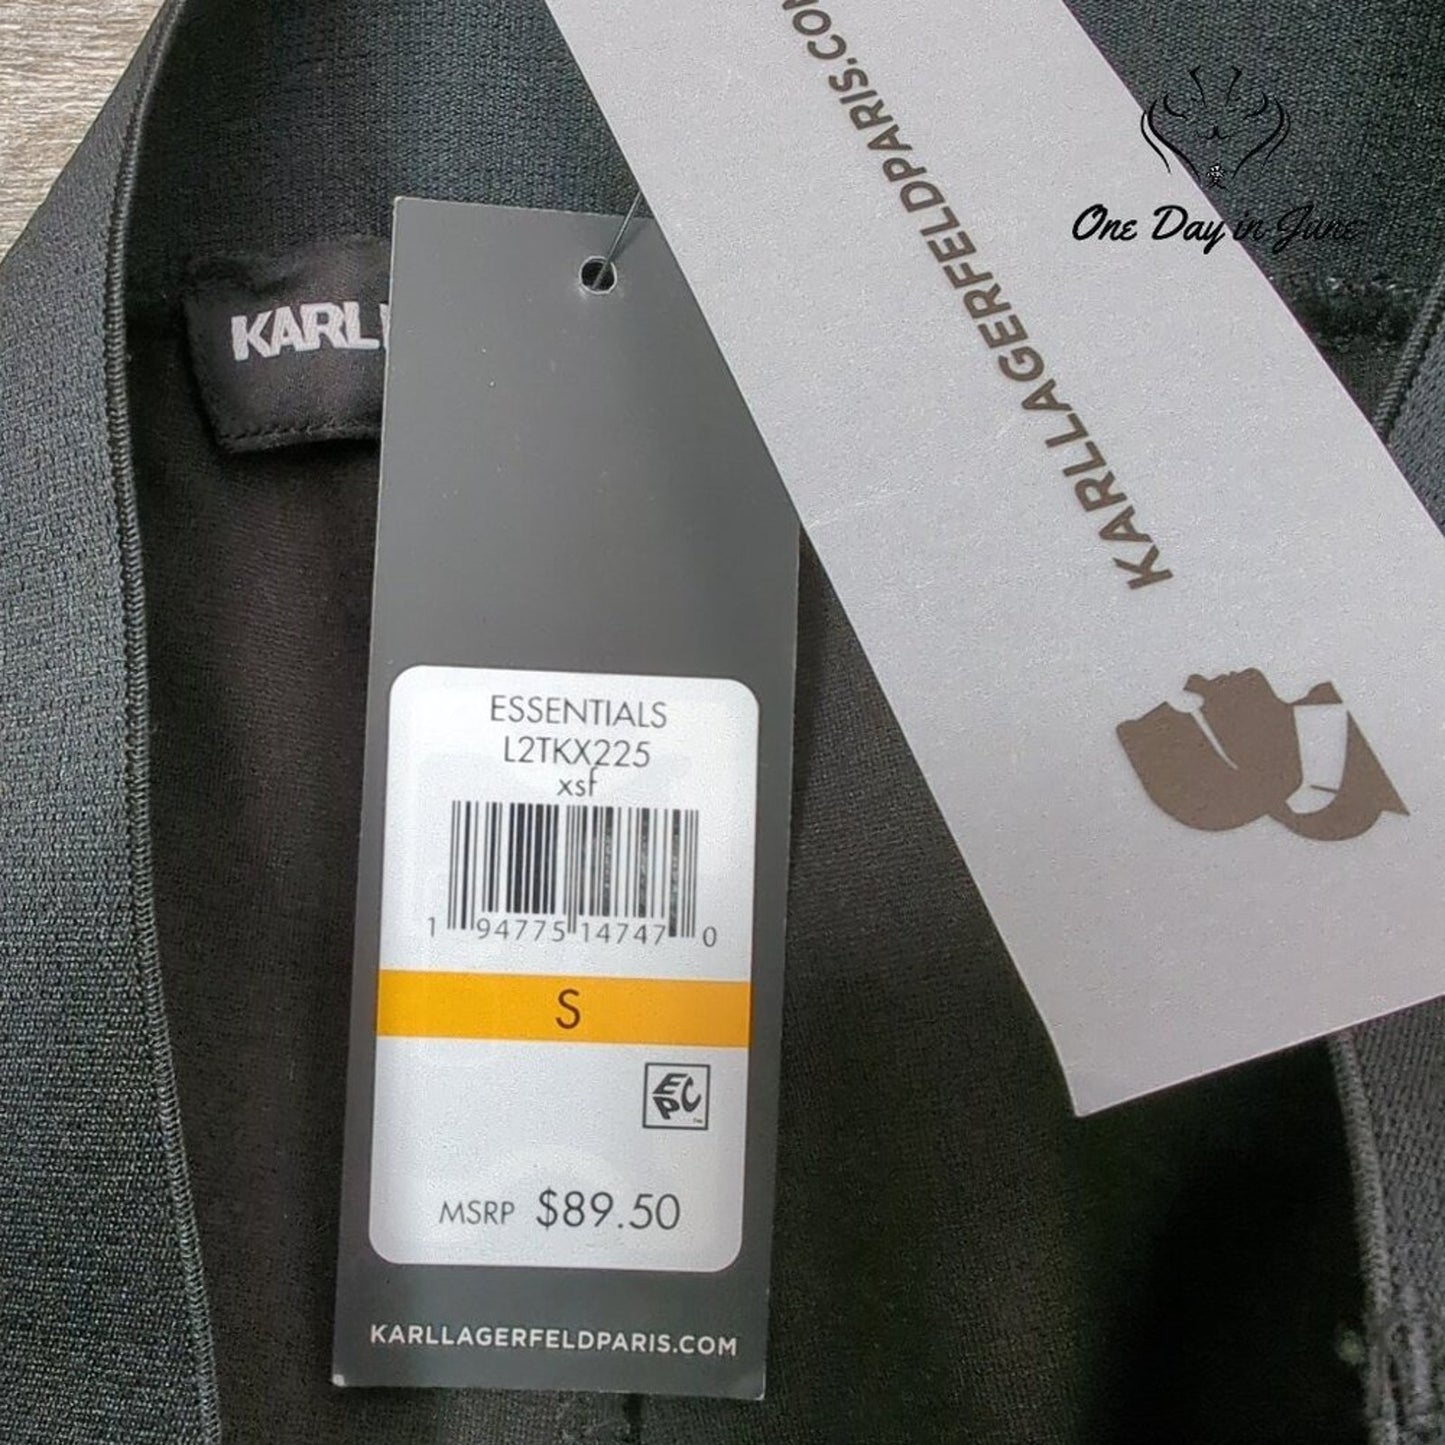 KARLLAGERFELDPARIS.COM
One Day in June
KARL
ESSENTIALS
L2TKX225
xsf
1 94775 14747 0
S
EPC
MSRP $89.50
KARLLAGERFELDPARIS.COM